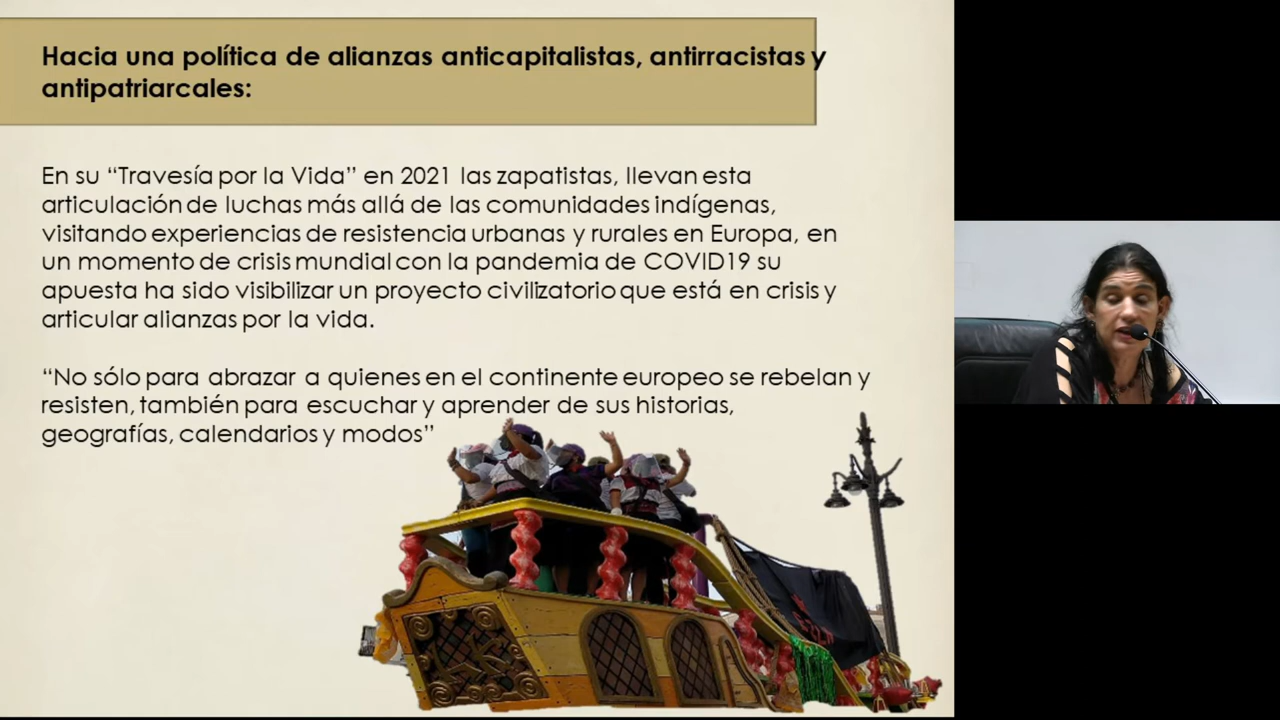 Hacia una política de alianzas anticapitalistas, antirracistas y
antipatriarcales:
En su “Travesía por la Vida” en 2021 las zapatistas, llevan esta
articulación de luchas más allá de las comunidades indígenas,
visitando experiencias de resistencia urbanas y rurales en Europa, en
un momento de crisis mundial con la pandemia de COVID19 su
apuesta ha sido visibilizar un proyecto civilizatorio que está en crisis y
articular alianzas por la vida.
“No sólo para abrazar a quienes en el continente europeo se rebelan y
resisten, también para escuchar y aprender de sus historias,
geografías, calendarios y modos”